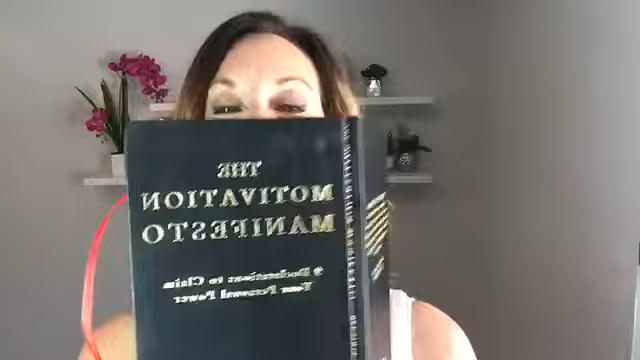 THE
MOTIVATION
MANIFESTO
9 Declarations to Claim
Your Personal Power